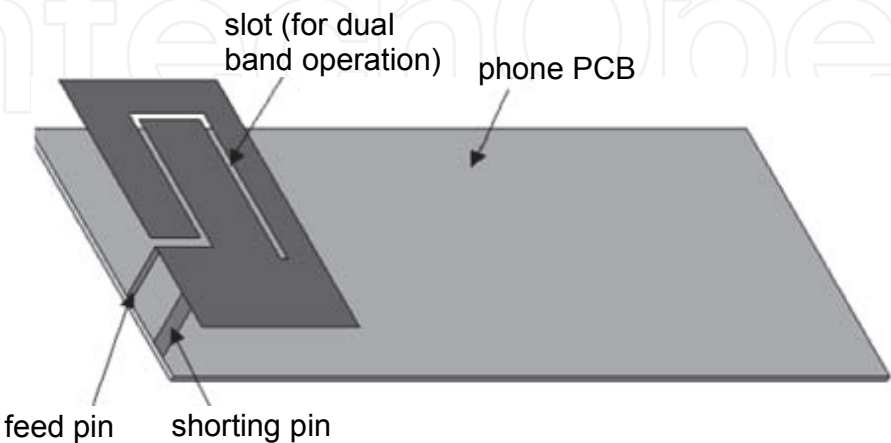 slot (for dual
band operation)
phone PCB
feed pin
shorting pin